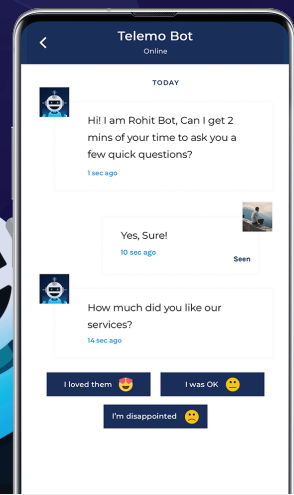 Telemo Bot
Online
TODAY
Hi! I am Rohit Bot, Can I get 2
mins of your time to ask you a
few quick questions?
1 sec ago
Yes, Sure!
10 sec ago
Seen
How much did you like our
services?
14 sec ago
I loved them 😍
I was OK 😐
I'm disappointed 🙁